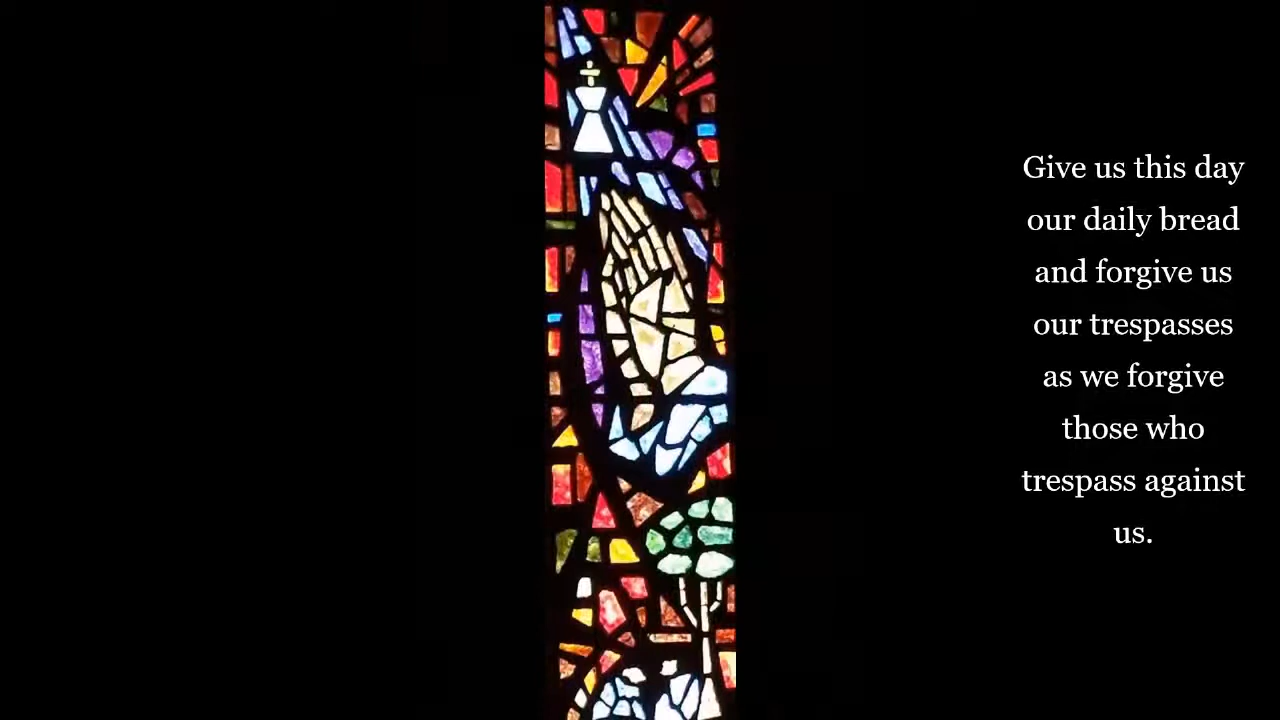 Give us this day
our daily bread
and forgive us
our trespasses
as we forgive
those who
trespass against
us.